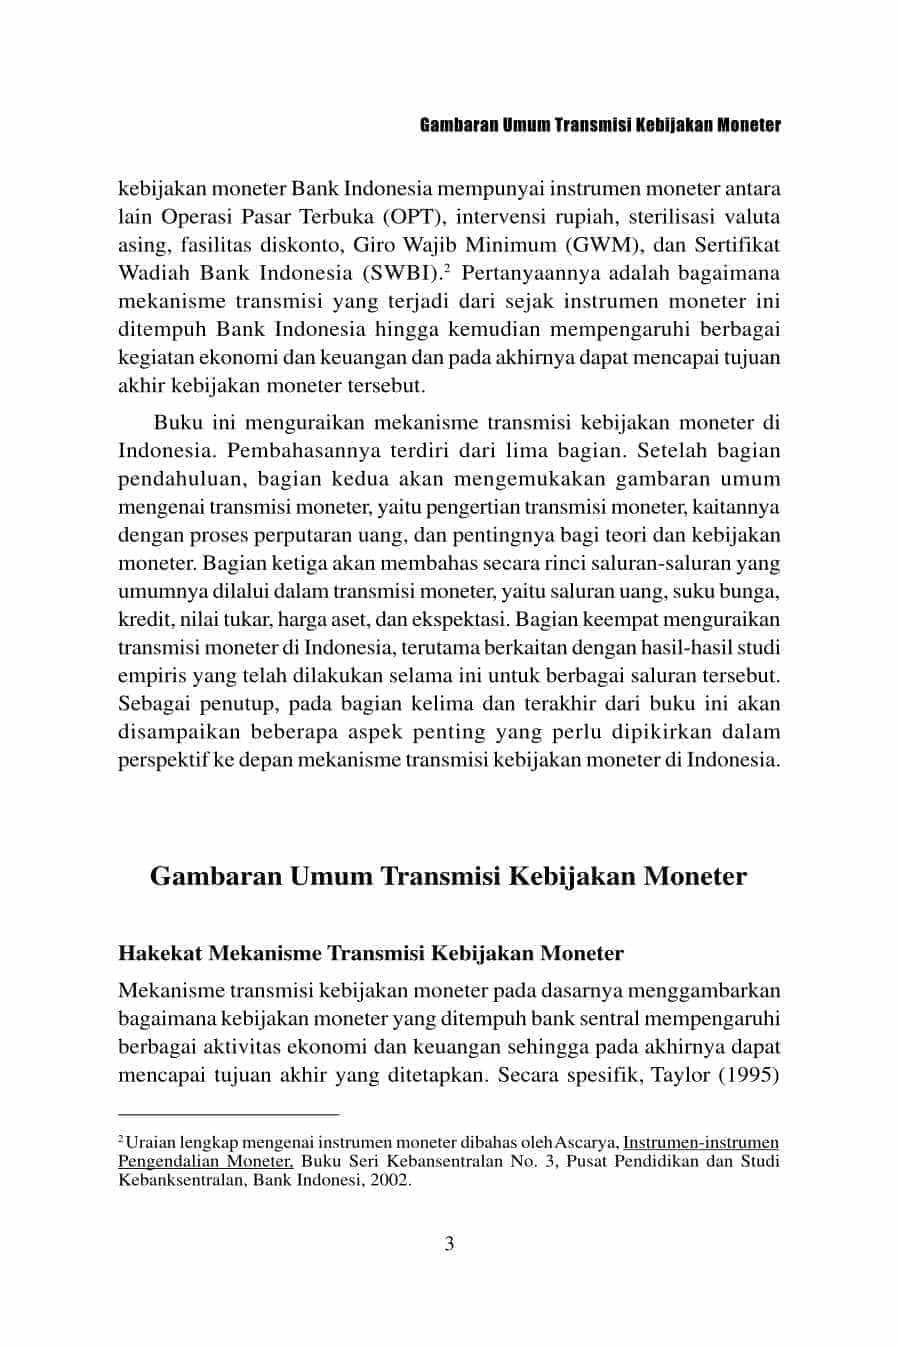 Gambaran Umum Transmisi Kebijakan Moneter
kebijakan moneter Bank Indonesia mempunyai instrumen moneter antara
lain Operasi Pasar Terbuka (OPT), intervensi rupiah, sterilisasi valuta
asing, fasilitas diskonto, Giro Wajib Minimum (GWM), dan Sertifikat
Wadiah Bank Indonesia (SWBI).² Pertanyaannya adalah bagaimana
mekanisme transmisi yang terjadi dari sejak instrumen moneter ini
ditempuh Bank Indonesia hingga kemudian mempengaruhi berbagai
kegiatan ekonomi dan keuangan dan pada akhirnya dapat mencapai tujuan
akhir kebijakan moneter tersebut.
Buku ini menguraikan mekanisme transmisi kebijakan moneter di
Indonesia. Pembahasannya terdiri dari lima bagian. Setelah bagian
pendahuluan, bagian kedua akan mengemukakan gambaran umum
mengenai transmisi moneter, yaitu pengertian transmisi moneter, kaitannya
dengan proses perputaran uang, dan pentingnya bagi teori dan kebijakan
moneter. Bagian ketiga akan membahas secara rinci saluran-saluran yang
umumnya dilalui dalam transmisi moneter, yaitu saluran uang, suku bunga,
kredit, nilai tukar, harga aset, dan ekspektasi. Bagian keempat menguraikan
transmisi moneter di Indonesia, terutama berkaitan dengan hasil-hasil studi
empiris yang telah dilakukan selama ini untuk berbagai saluran tersebut.
Sebagai penutup, pada bagian kelima dan terakhir dari buku ini akan
disampaikan beberapa aspek penting yang perlu dipikirkan dalam
perspektif ke depan mekanisme transmisi kebijakan moneter di Indonesia.
Gambaran Umum Transmisi Kebijakan Moneter
Hakekat Mekanisme Transmisi Kebijakan Moneter
Mekanisme transmisi kebijakan moneter pada dasarnya menggambarkan
bagaimana kebijakan moneter yang ditempuh bank sentral mempengaruhi
berbagai aktivitas ekonomi dan keuangan sehingga pada akhirnya dapat
mencapai tujuan akhir yang ditetapkan. Secara spesifik, Taylor (1995)
² Uraian lengkap mengenai instrumen moneter dibahas oleh Ascarya, Instrumen-instrumen
Pengendalian Moneter, Buku Seri Kebansentralan No. 3, Pusat Pendidikan dan Studi
Kebanksentralan, Bank Indonesi, 2002.
3